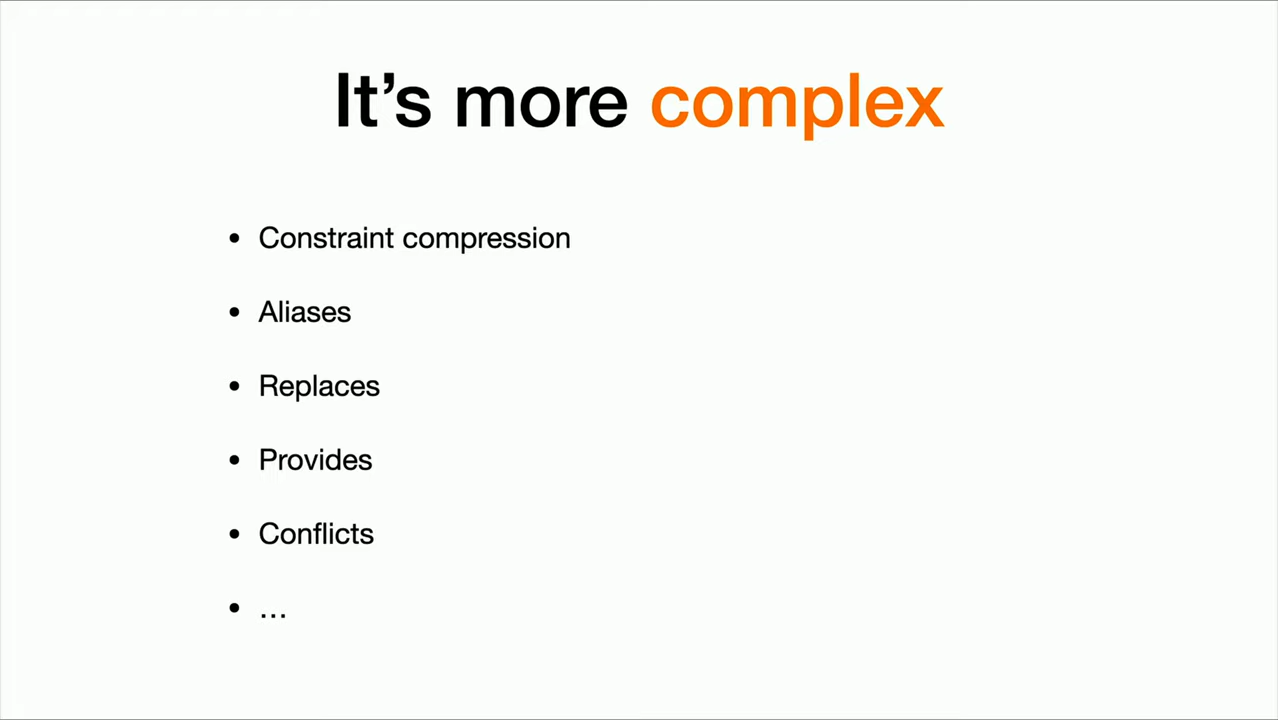 It’s more complex
• Constraint compression
• Aliases
• Replaces
• Provides
• Conflicts
• …